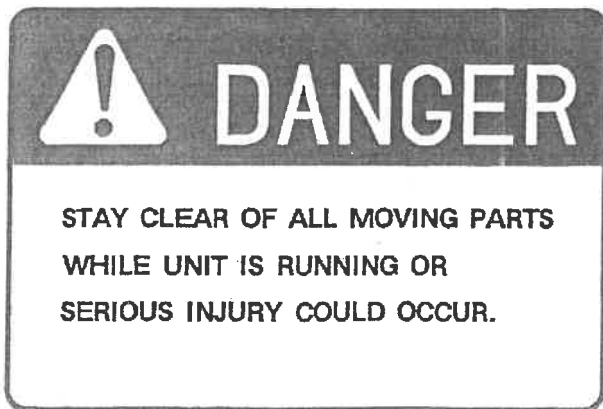 DANGER
STAY CLEAR OF ALL MOVING PARTS
WHILE UNIT IS RUNNING OR
SERIOUS INJURY COULD OCCUR.